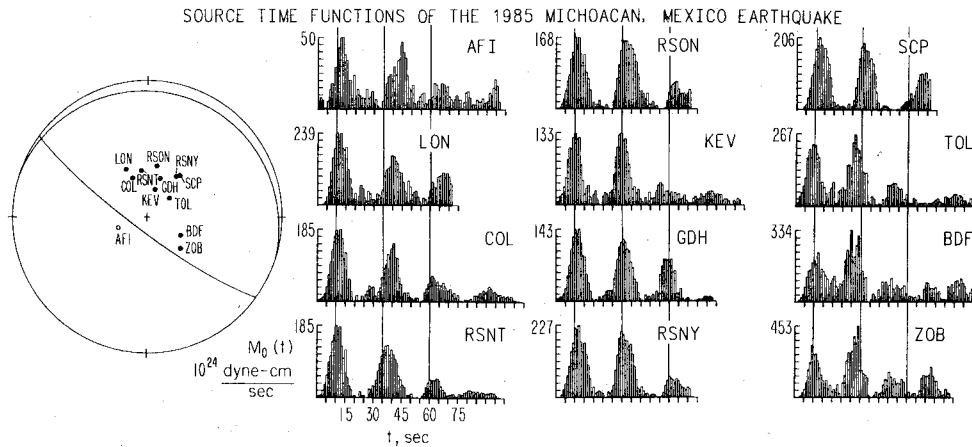 SOURCE TIME FUNCTIONS OF THE 1985 MICHOACAN, MEXICO EARTHQUAKE
LON
RSON
RSNY
COL
RSNT
GDH
SCP
KEV
TOL
AFI
BDF
ZOB
50
AFI
239
LON
185
COL
185
RSNT
M₀ (t)
10²⁴ dyne-cm
sec
15 30 45 60 75
t, sec
168
RSON
133
KEV
143
GDH
227
RSNY
206
SCP
267
TOL
334
BDF
453
ZOB